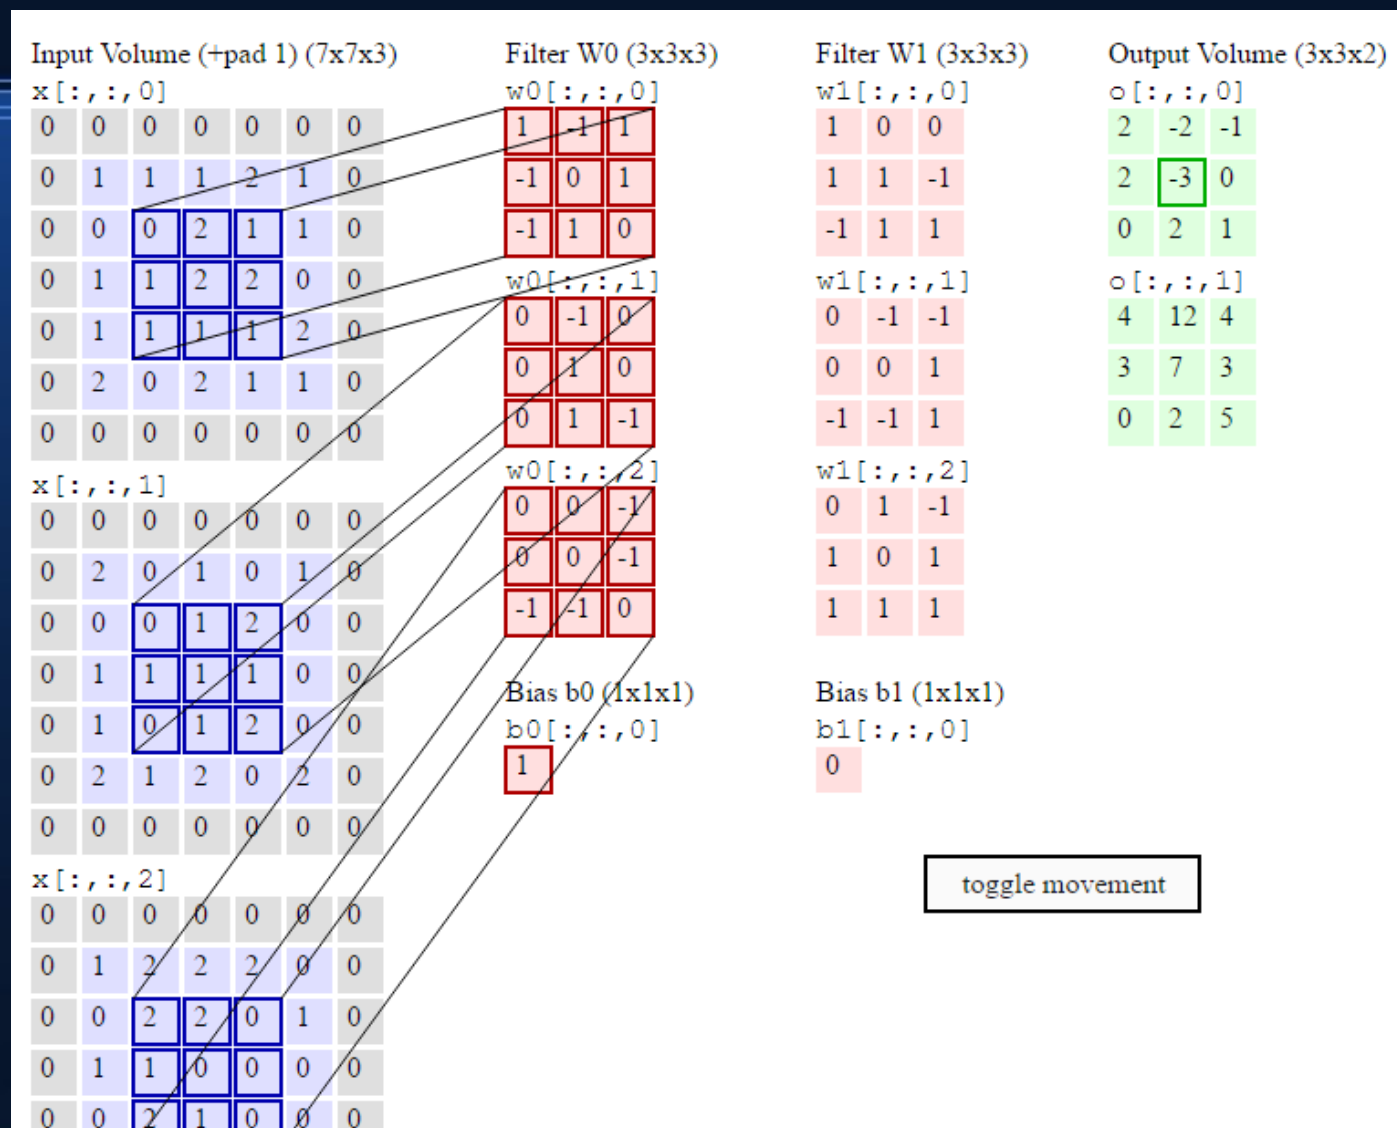 Input Volume (+pad 1) (7x7x3)
x[:,:,0]
0 0 0 0 0 0 0
0 1 1 1 2 1 0
0 0 0 2 1 1 0
0 1 1 2 2 0 0
0 1 1 1 1 2 0
0 2 0 2 1 1 0
0 0 0 0 0 0 0
x[:,:,1]
0 0 0 0 0 0 0
0 2 0 1 0 1 0
0 0 0 1 2 0 0
0 1 1 1 1 0 0
0 1 0 1 2 0 0
0 2 1 2 0 2 0
0 0 0 0 0 0 0
x[:,:,2]
0 0 0 0 0 0 0
0 1 2 2 2 0 0
0 0 2 2 0 1 0
0 1 1 0 0 0 0
0 0 2 1 0 0 0
Filter W0 (3x3x3)
w0[:,:,0]
1 -1 1
-1 0 1
-1 1 0
w0[:,:,1]
0 -1 0
0 1 0
0 1 -1
w0[:,:,2]
0 0 -1
0 0 -1
-1 -1 0
Bias b0 (1x1x1)
b0[:,:,0]
1
Filter W1 (3x3x3)
w1[:,:,0]
1 0 0
1 1 -1
-1 1 1
w1[:,:,1]
0 -1 -1
0 0 1
-1 -1 1
w1[:,:,2]
0 1 -1
1 0 1
1 1 1
Bias b1 (1x1x1)
b1[:,:,0]
0
Output Volume (3x3x2)
o[:,:,0]
2 -2 -1
2 -3 0
0 2 1
o[:,:,1]
4 12 4
3 7 3
0 2 5
toggle movement